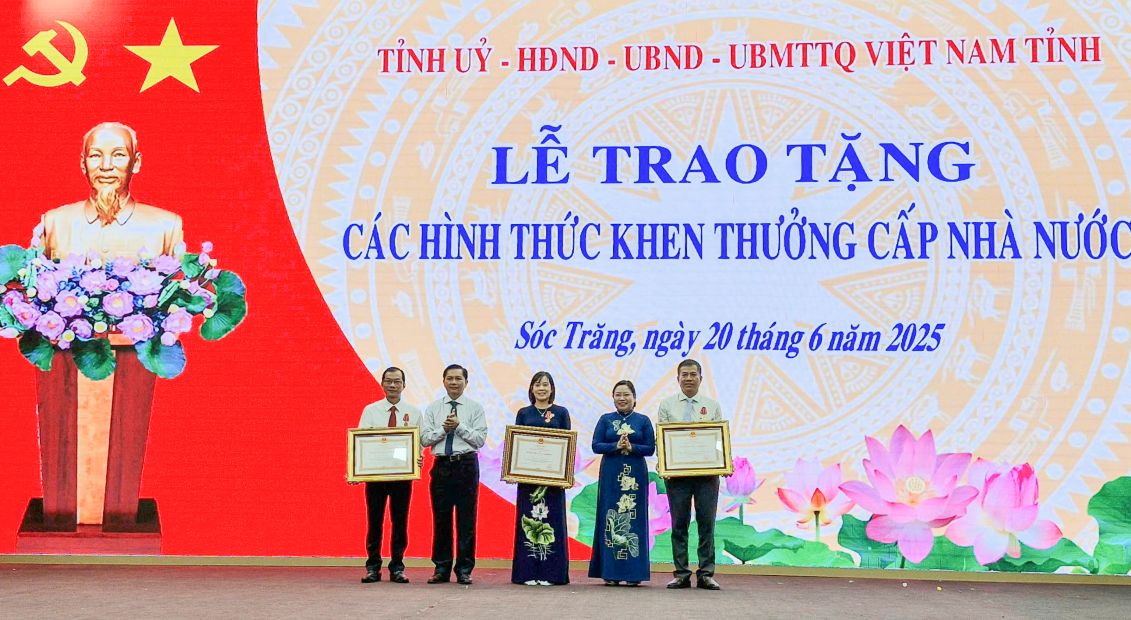 TỈNH UỶ - HĐND - UBND - UBMTTQ VIỆT NAM TỈNH
LỄ TRAO TẶNG
CÁC HÌNH THỨC KHEN THƯỞNG CẤP NHÀ NƯỚC
Sóc Trăng, ngày 20 tháng 6 năm 2025